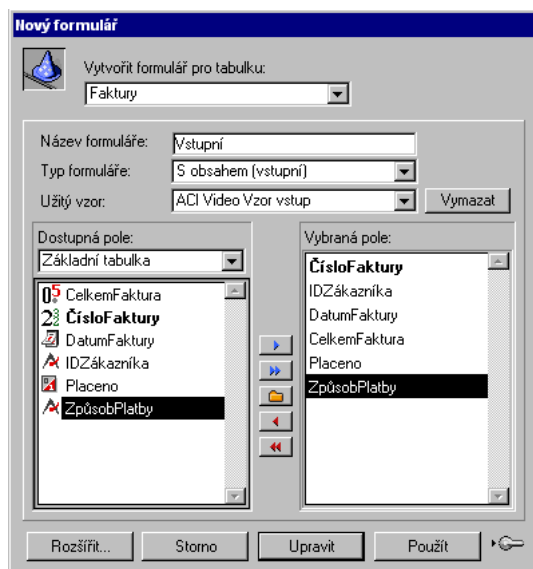 Nový formulář
Vytvořit formulář pro tabulku:
Faktury
Název formuláře: Vstupní
Typ formuláře: S obsahem (vstupní)
Užitý vzor: ACI Video Vzor vstup Vymazat
Dostupná pole:
Základní tabulka
CelkemFaktura
ČísloFaktury
DatumFaktury
IDZákazníka
Placeno
ZpůsobPlatby
Vybraná pole:
ČísloFaktury
IDZákazníka
DatumFaktury
CelkemFaktura
Placeno
ZpůsobPlatby
Rozšířit... Storno Upravit Použít